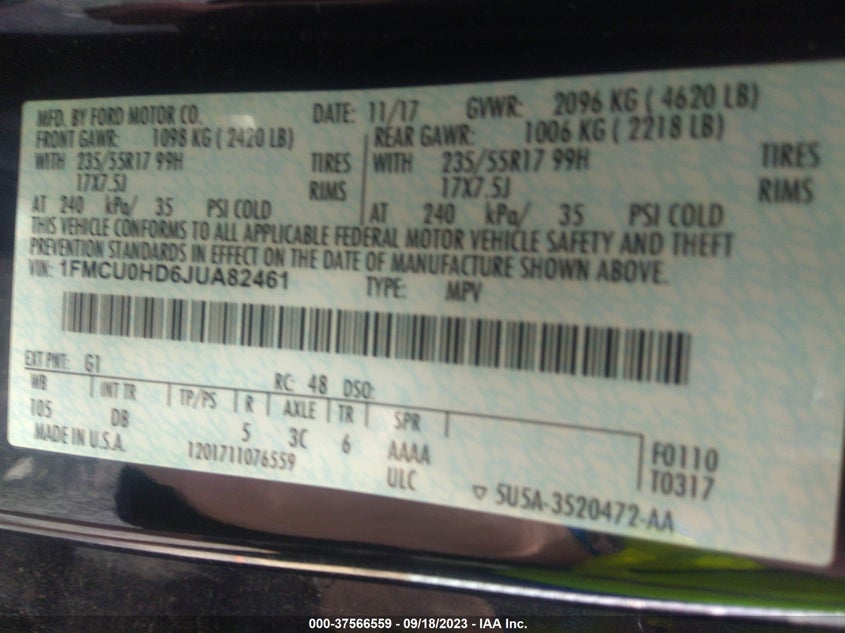 MFD. BY FORD MOTOR CO. DATE: 11/17 GVWR: 2096 KG ( 4620 LB)
FRONT GAWR: 1098 KG ( 2420 LB) REAR GAWR: 1006 KG ( 2218 LB)
WITH 235/55R17 99H TIRES WITH 235/55R17 99H TIRES
17X7.5J RIMS 17X7.5J RIMS
AT 240 kPa/ 35 PSI COLD AT 240 kPa/ 35 PSI COLD
THIS VEHICLE CONFORMS TO ALL APPLICABLE FEDERAL MOTOR VEHICLE SAFETY AND THEFT
PREVENTION STANDARDS IN EFFECT ON THE DATE OF MANUFACTURE SHOWN ABOVE.
VIN: 1FMCU0HD6JUA82461 TYPE: MPV
EXT PNT: G1 RC: 48 DSO:
WB INT TR TP/PS R AXLE TR SPR
105 DB 5 3C 6 AAAA F0110
MADE IN U.S.A. 1201711076559 ULC T0317
▽ 5U5A-3520472-AA
000-37566559 - 09/18/2023 - IAA Inc.